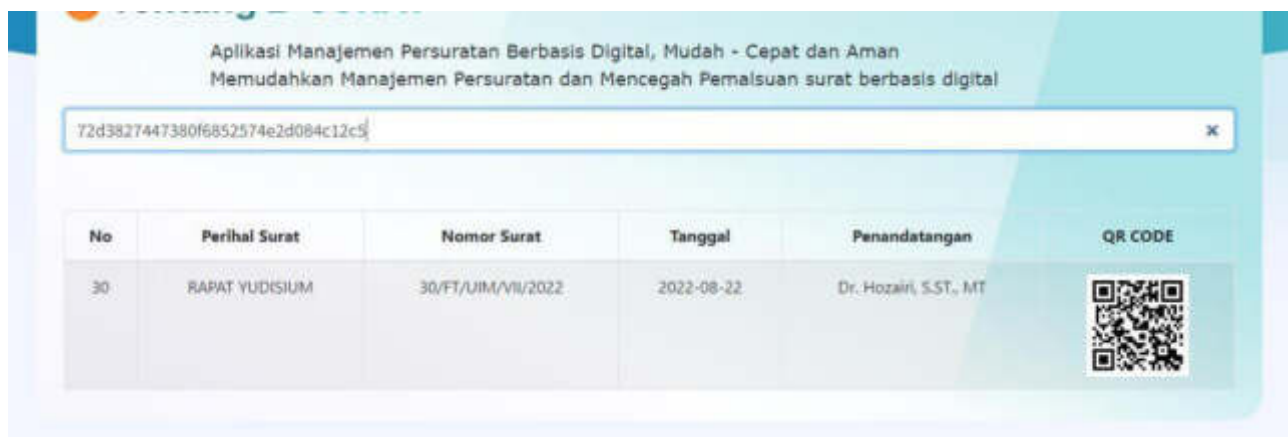 Aplikasi Manajemen Persuratan Berbasis Digital, Mudah - Cepat dan Aman
Memudahkan Manajemen Persuratan dan Mencegah Pemalsuan surat berbasis digital
72d3827447380f6852574e2d084c12c5
No Perihal Surat Nomor Surat Tanggal Penandatangan QR CODE
30 RAPAT YUDISIUM 30/FT/UIM/VII/2022 2022-08-22 Dr. Hozairi, S.ST., MT